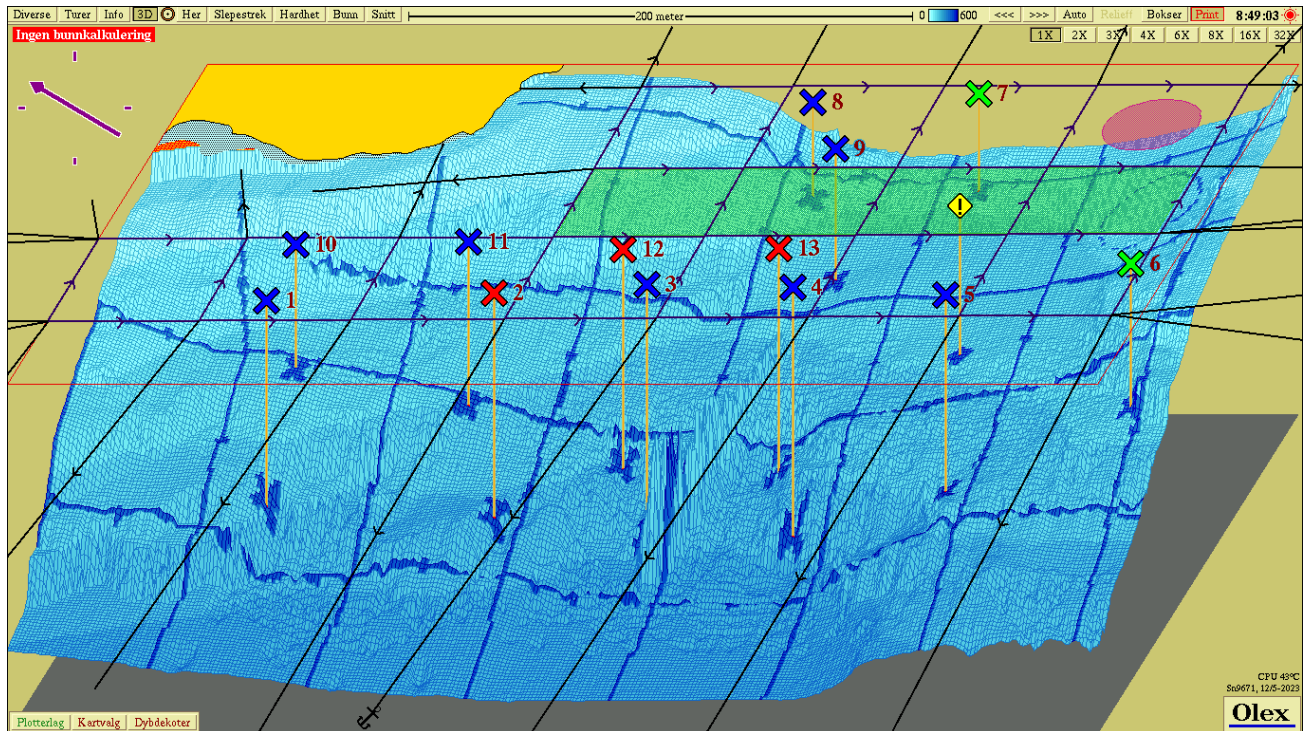 Diverse Turer Info 3D Her Slepestrek Hardhet Bunn Snitt 200 meter 0 600 <<< >>> Auto Relieff Bokser Print 8:49:03
Ingen bunnkalkulering
1X 2X 3X 4X 6X 8X 16X 32X
8
7
9
!
10
11
12
13
6
1
2
3
4
5
CPU 43°C
Sn9671, 12/5-2023
Plotterlag Kartvalg Dybdekoter
Olex